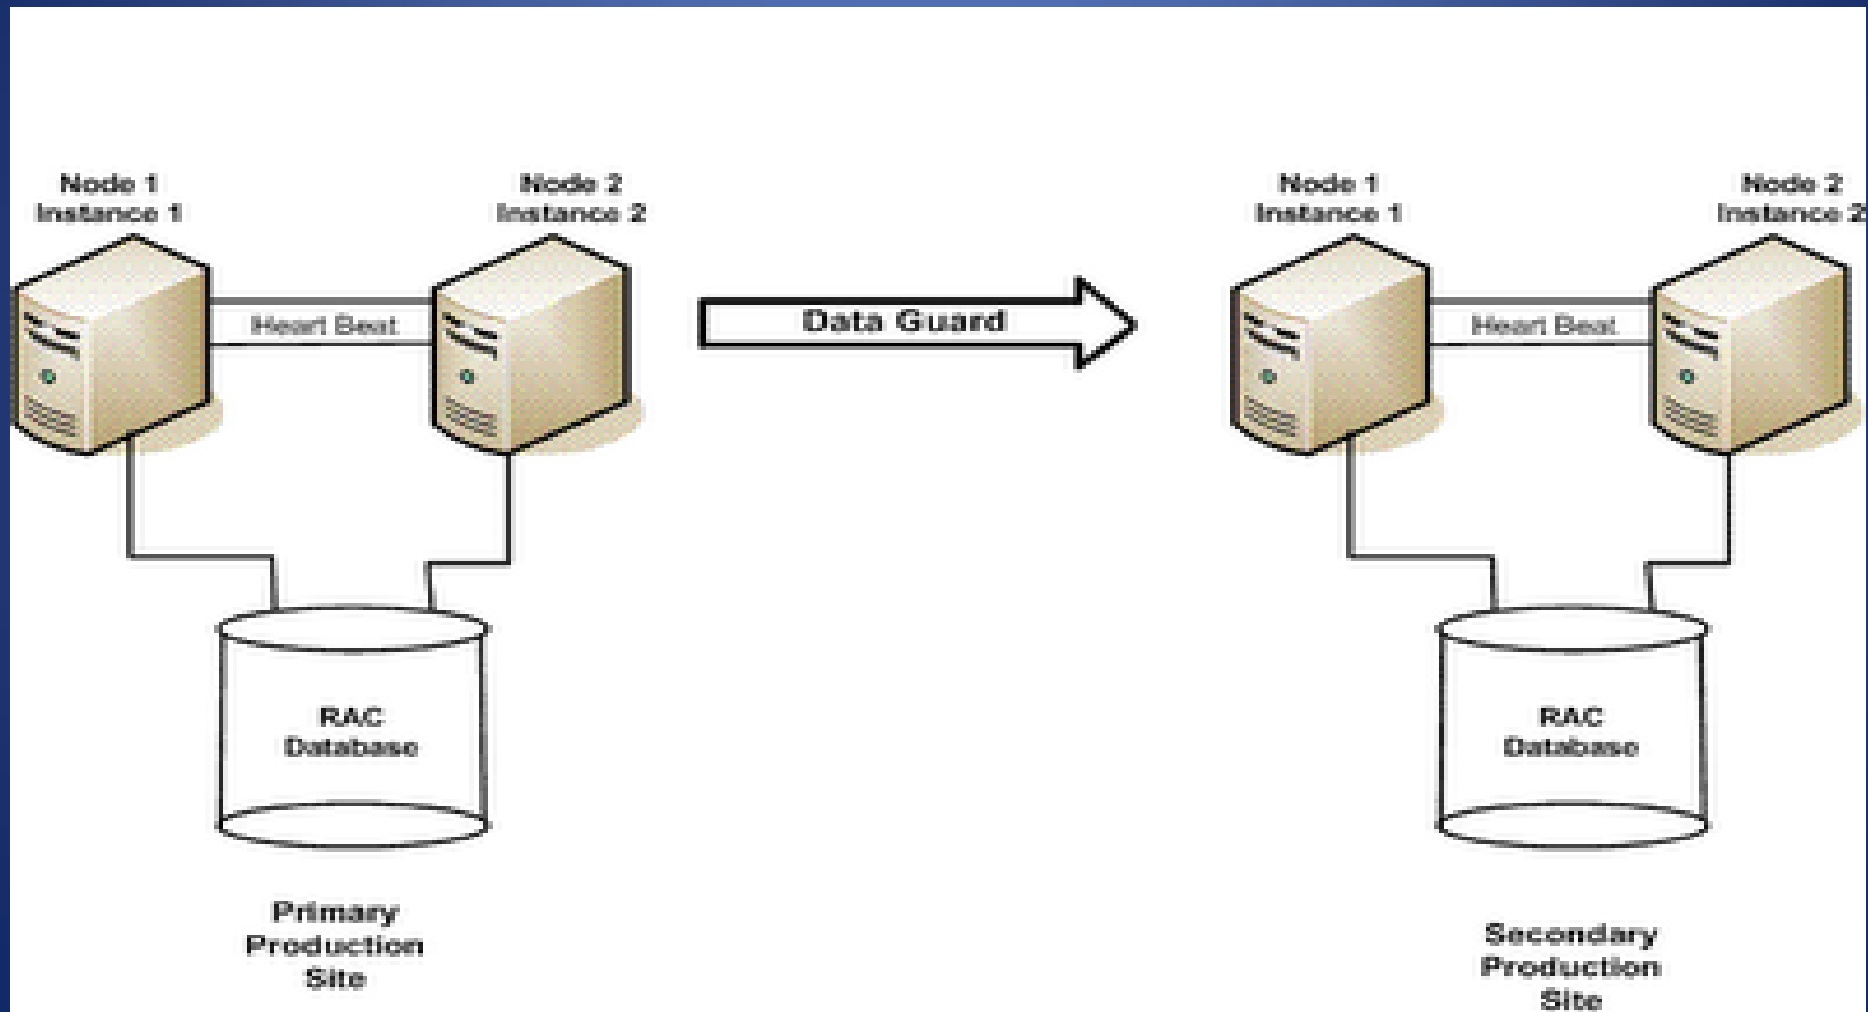 Node 1
Instance 1
Node 2
Instance 2
Heart Beat
Data Guard
Node 1
Instance 1
Node 2
Instance 2
Heart Beat
RAC
Database
RAC
Database
Primary
Production
Site
Secondary
Production
Site